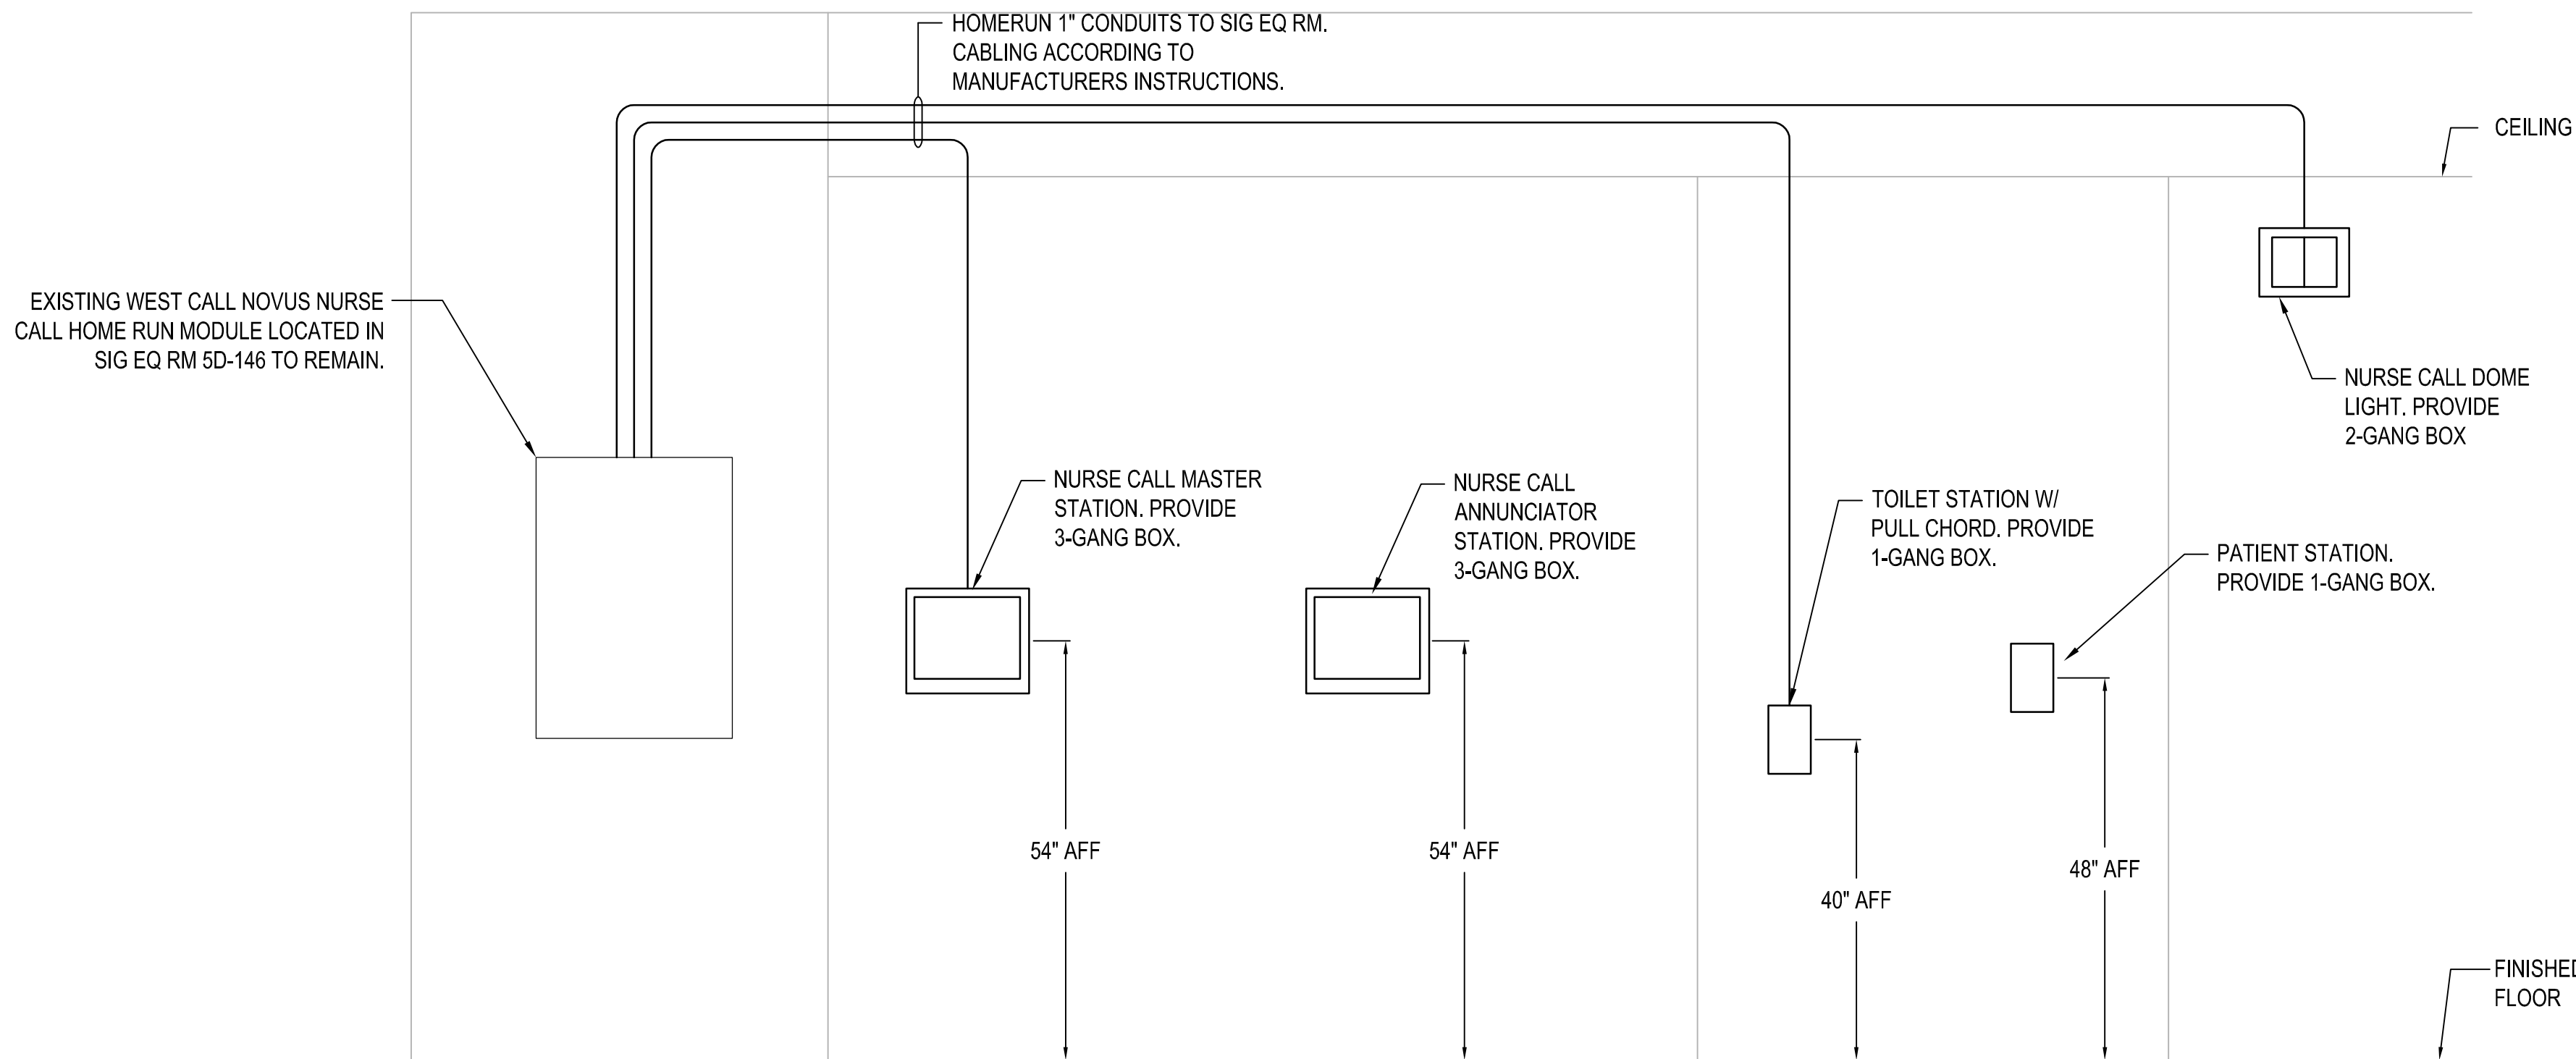 HOMERUN 1" CONDUITS TO SIG EQ RM.
CABLING ACCORDING TO
MANUFACTURERS INSTRUCTIONS.
CEILING
EXISTING WEST CALL NOVUS NURSE
CALL HOME RUN MODULE LOCATED IN
SIG EQ RM 5D-146 TO REMAIN.
NURSE CALL DOME
LIGHT. PROVIDE
2-GANG BOX
NURSE CALL MASTER
STATION. PROVIDE
3-GANG BOX.
NURSE CALL
ANNUNCIATOR
STATION. PROVIDE
3-GANG BOX.
TOILET STATION W/
PULL CHORD. PROVIDE
1-GANG BOX.
PATIENT STATION.
PROVIDE 1-GANG BOX.
54" AFF
54" AFF
40" AFF
48" AFF
FINISHED
FLOOR